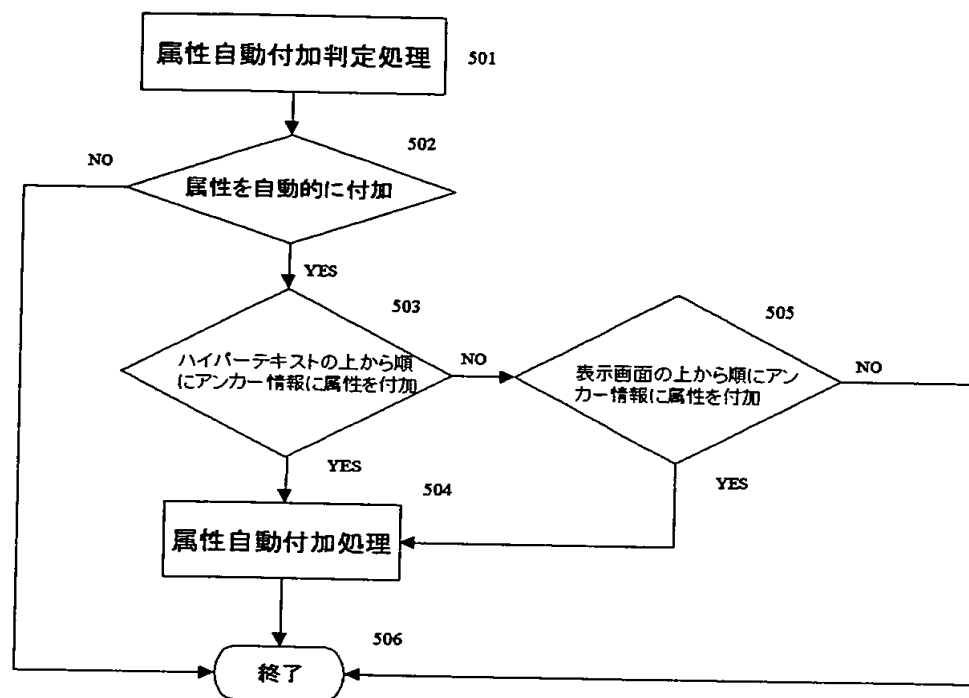 属性自動付加判定処理
501
502
NO
属性を自動的に付加
YES
503
505
ハイパーテキストの上から順
にアンカー情報に属性を付加
NO
表示画面の上から順にアン
カー情報に属性を付加
NO
YES
YES
504
属性自動付加処理
506
終了